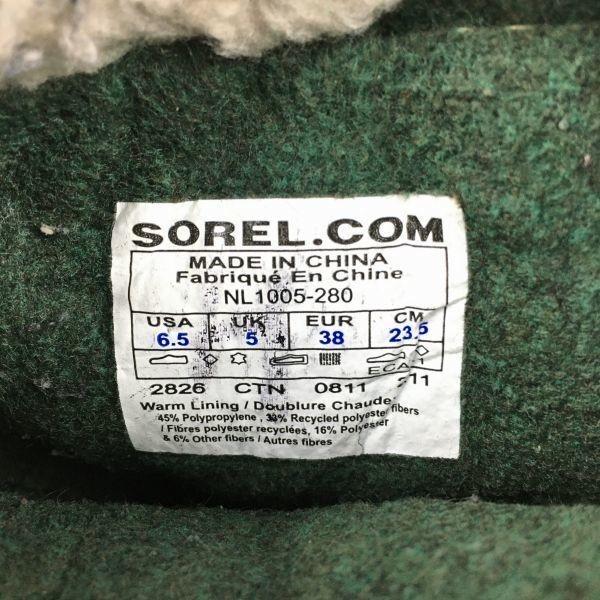 SOREL.COM
MADE IN CHINA
Fabriqué En Chine
NL1005-280
USA UK EUR CM
6.5 5 38 23.5
ECA
2826 CTN 0811 211
Warm Lining / Doublure Chaude
45% Polypropylene , 33% Recycled polyester fibers
/ Fibres polyester recyclées, 16% Polyester
& 6% Other fibers / Autres fibres